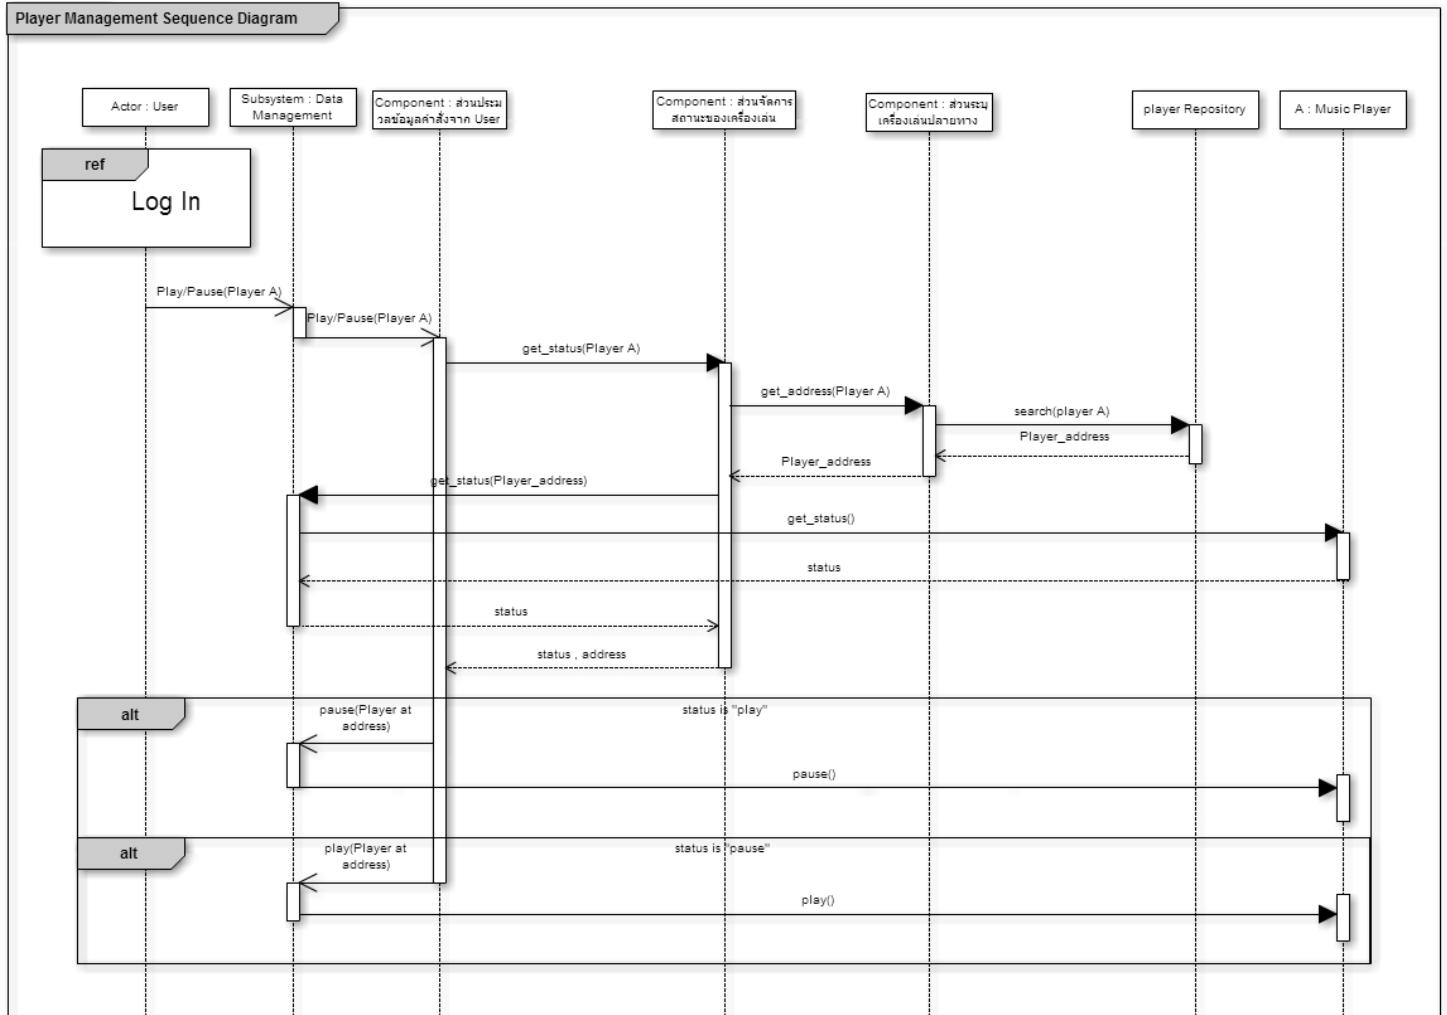 Player Management Sequence Diagram
Actor : User
Subsystem : Data
Management
Component : ส่วนประม
วลข้อมูลคำสั่งจาก User
Component : ส่วนจัดการ
สถานะของเครื่องเล่น
Component : ส่วนระบุ
เครื่องเล่นปลายทาง
player Repository
A : Music Player
ref
Log In
Play/Pause(Player A)
Play/Pause(Player A)
get_status(Player A)
get_address(Player A)
search(player A)
Player_address
Player_address
get_status(Player_address)
get_status()
status
status
status , address
alt
pause(Player at
address)
status is "play"
pause()
alt
play(Player at
address)
status is "pause"
play()